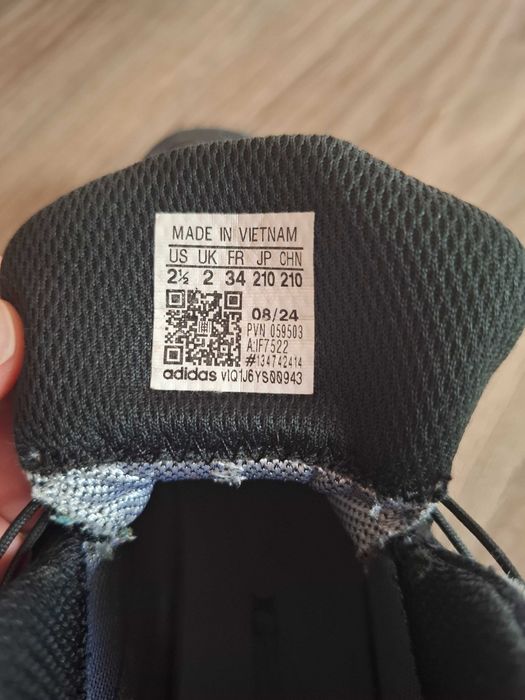 MADE IN VIETNAM
US UK FR JP CHN
2½ 2 34 210 210
08/24
PVN 059503
A:IF7522
#134742414
adidas vIQ1J6YS00943